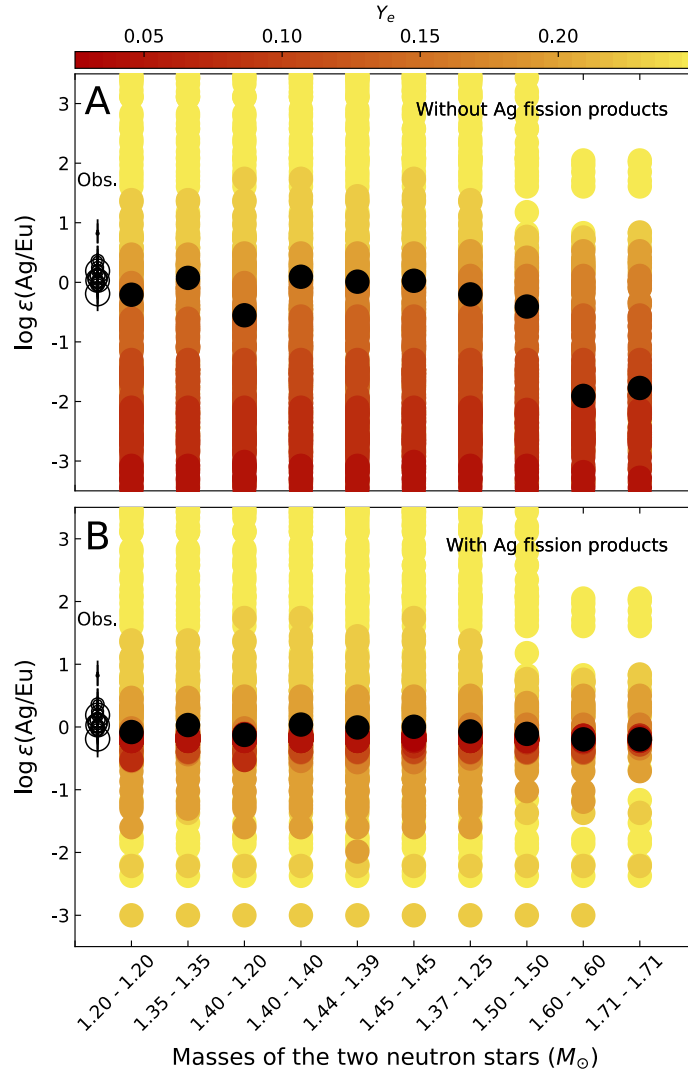 Y_e
0.05 0.10 0.15 0.20
A
Without Ag fission products
Obs.
log ε(Ag/Eu)
3
2
1
0
-1
-2
-3
B
With Ag fission products
Obs.
log ε(Ag/Eu)
3
2
1
0
-1
-2
-3
1.20 - 1.20
1.35 - 1.35
1.40 - 1.20
1.40 - 1.40
1.44 - 1.39
1.45 - 1.45
1.37 - 1.25
1.50 - 1.50
1.60 - 1.60
1.71 - 1.71
Masses of the two neutron stars (M_⊙)